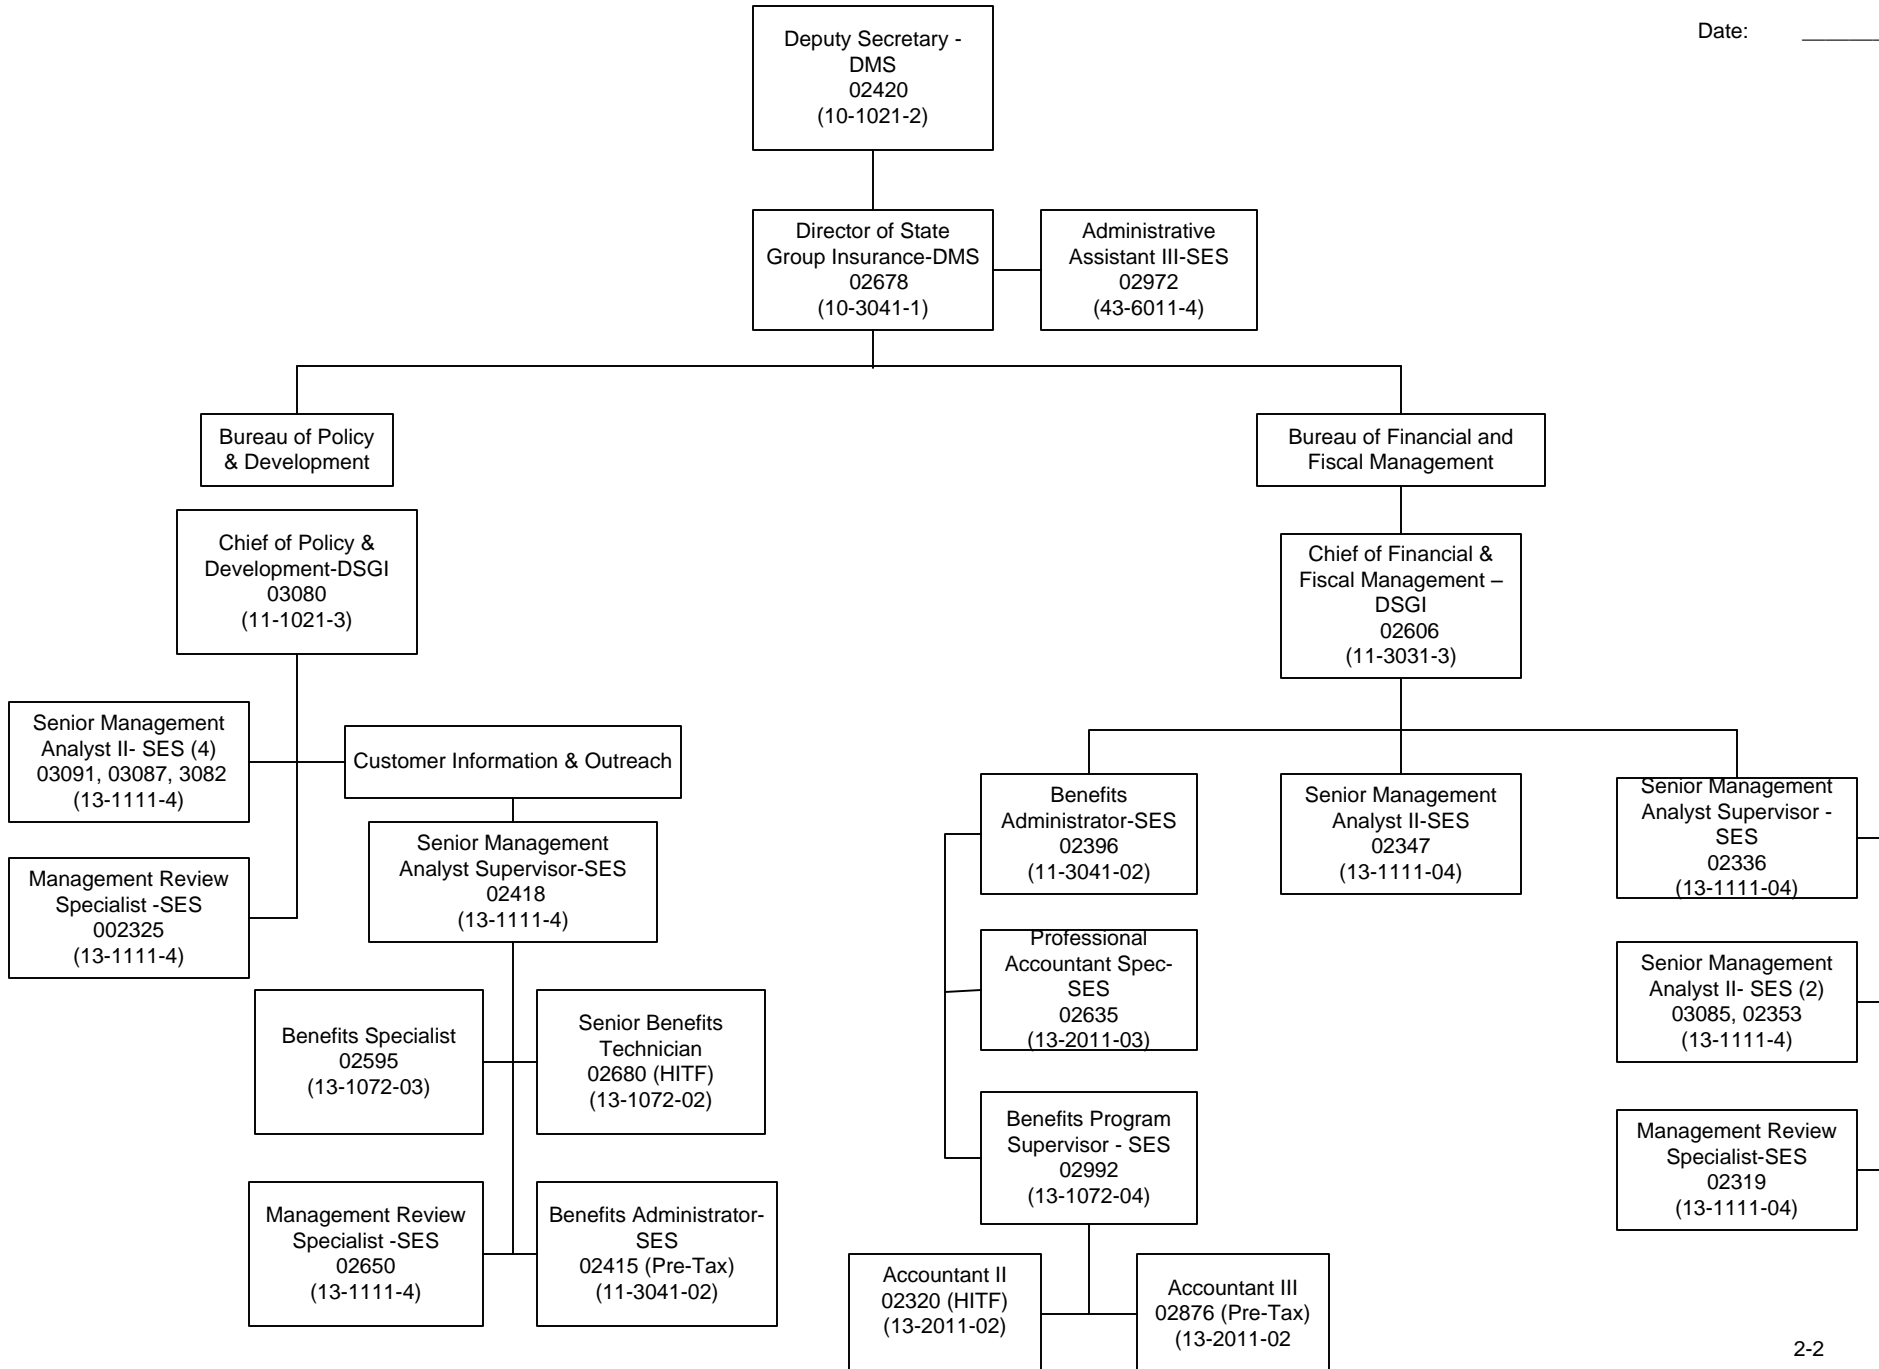 Date: ________
Deputy Secretary -
DMS
02420
(10-1021-2)
Director of State
Group Insurance-DMS
02678
(10-3041-1)
Administrative
Assistant III-SES
02972
(43-6011-4)
Bureau of Policy
& Development
Bureau of Financial and
Fiscal Management
Chief of Policy &
Development-DSGI
03080
(11-1021-3)
Chief of Financial &
Fiscal Management –
DSGI
02606
(11-3031-3)
Senior Management
Analyst II- SES (4)
03091, 03087, 3082
(13-1111-4)
Customer Information & Outreach
Management Review
Specialist -SES
002325
(13-1111-4)
Senior Management
Analyst Supervisor-SES
02418
(13-1111-4)
Benefits Specialist
02595
(13-1072-03)
Senior Benefits
Technician
02680 (HITF)
(13-1072-02)
Management Review
Specialist -SES
02650
(13-1111-4)
Benefits Administrator-
SES
02415 (Pre-Tax)
(11-3041-02)
Benefits
Administrator-SES
02396
(11-3041-02)
Senior Management
Analyst II-SES
02347
(13-1111-04)
Senior Management
Analyst Supervisor -
SES
02336
(13-1111-04)
Professional
Accountant Spec-
SES
02635
(13-2011-03)
Senior Management
Analyst II- SES (2)
03085, 02353
(13-1111-4)
Benefits Program
Supervisor - SES
02992
(13-1072-04)
Management Review
Specialist-SES
02319
(13-1111-04)
Accountant II
02320 (HITF)
(13-2011-02)
Accountant III
02876 (Pre-Tax)
(13-2011-02
2-2